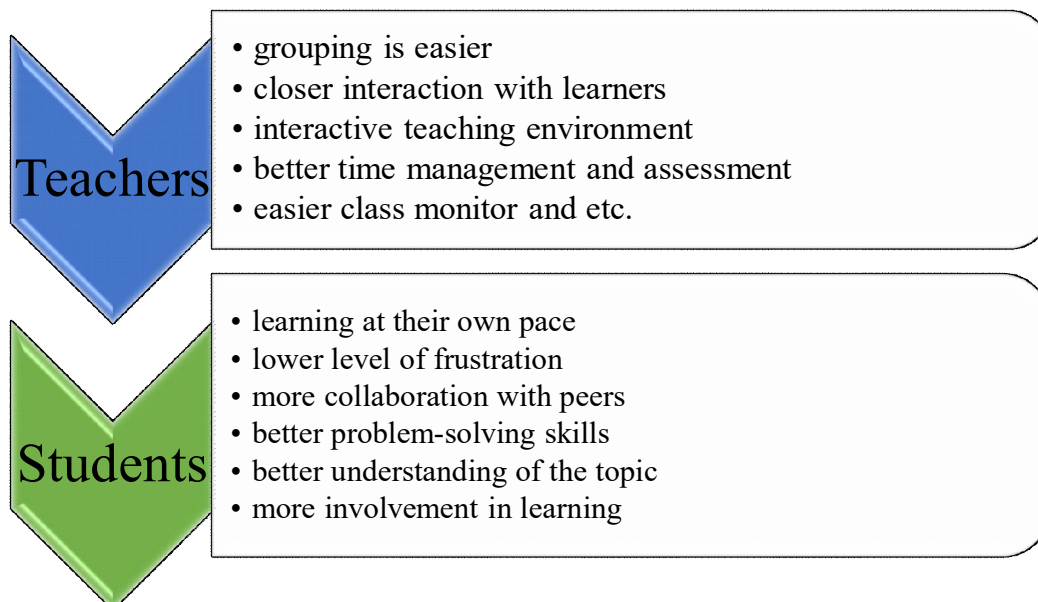 Teachers
• grouping is easier
• closer interaction with learners
• interactive teaching environment
• better time management and assessment
• easier class monitor and etc.
Students
• learning at their own pace
• lower level of frustration
• more collaboration with peers
• better problem-solving skills
• better understanding of the topic
• more involvement in learning